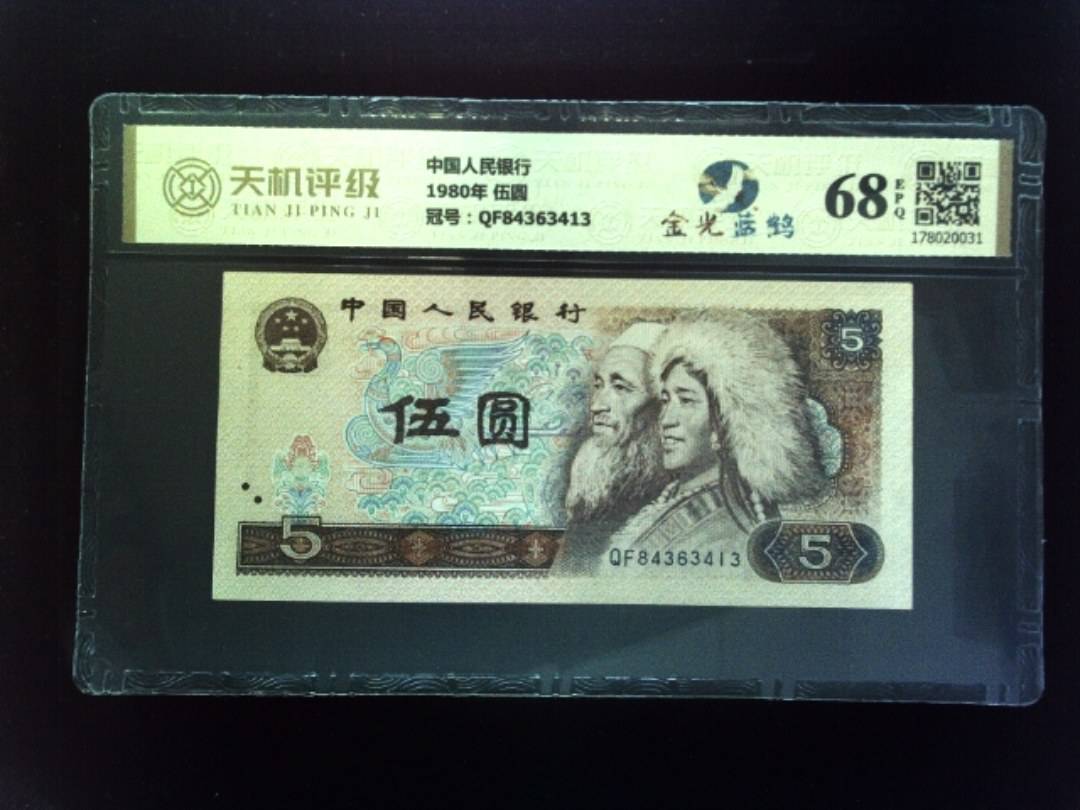 天机评级
TIAN JI PING JI
中国人民银行
1980年 伍圆
冠号：QF84363413
金光蓝鹤
68
EPQ
178020031
中国人民银行
5
伍圆
5
QF84363413
5